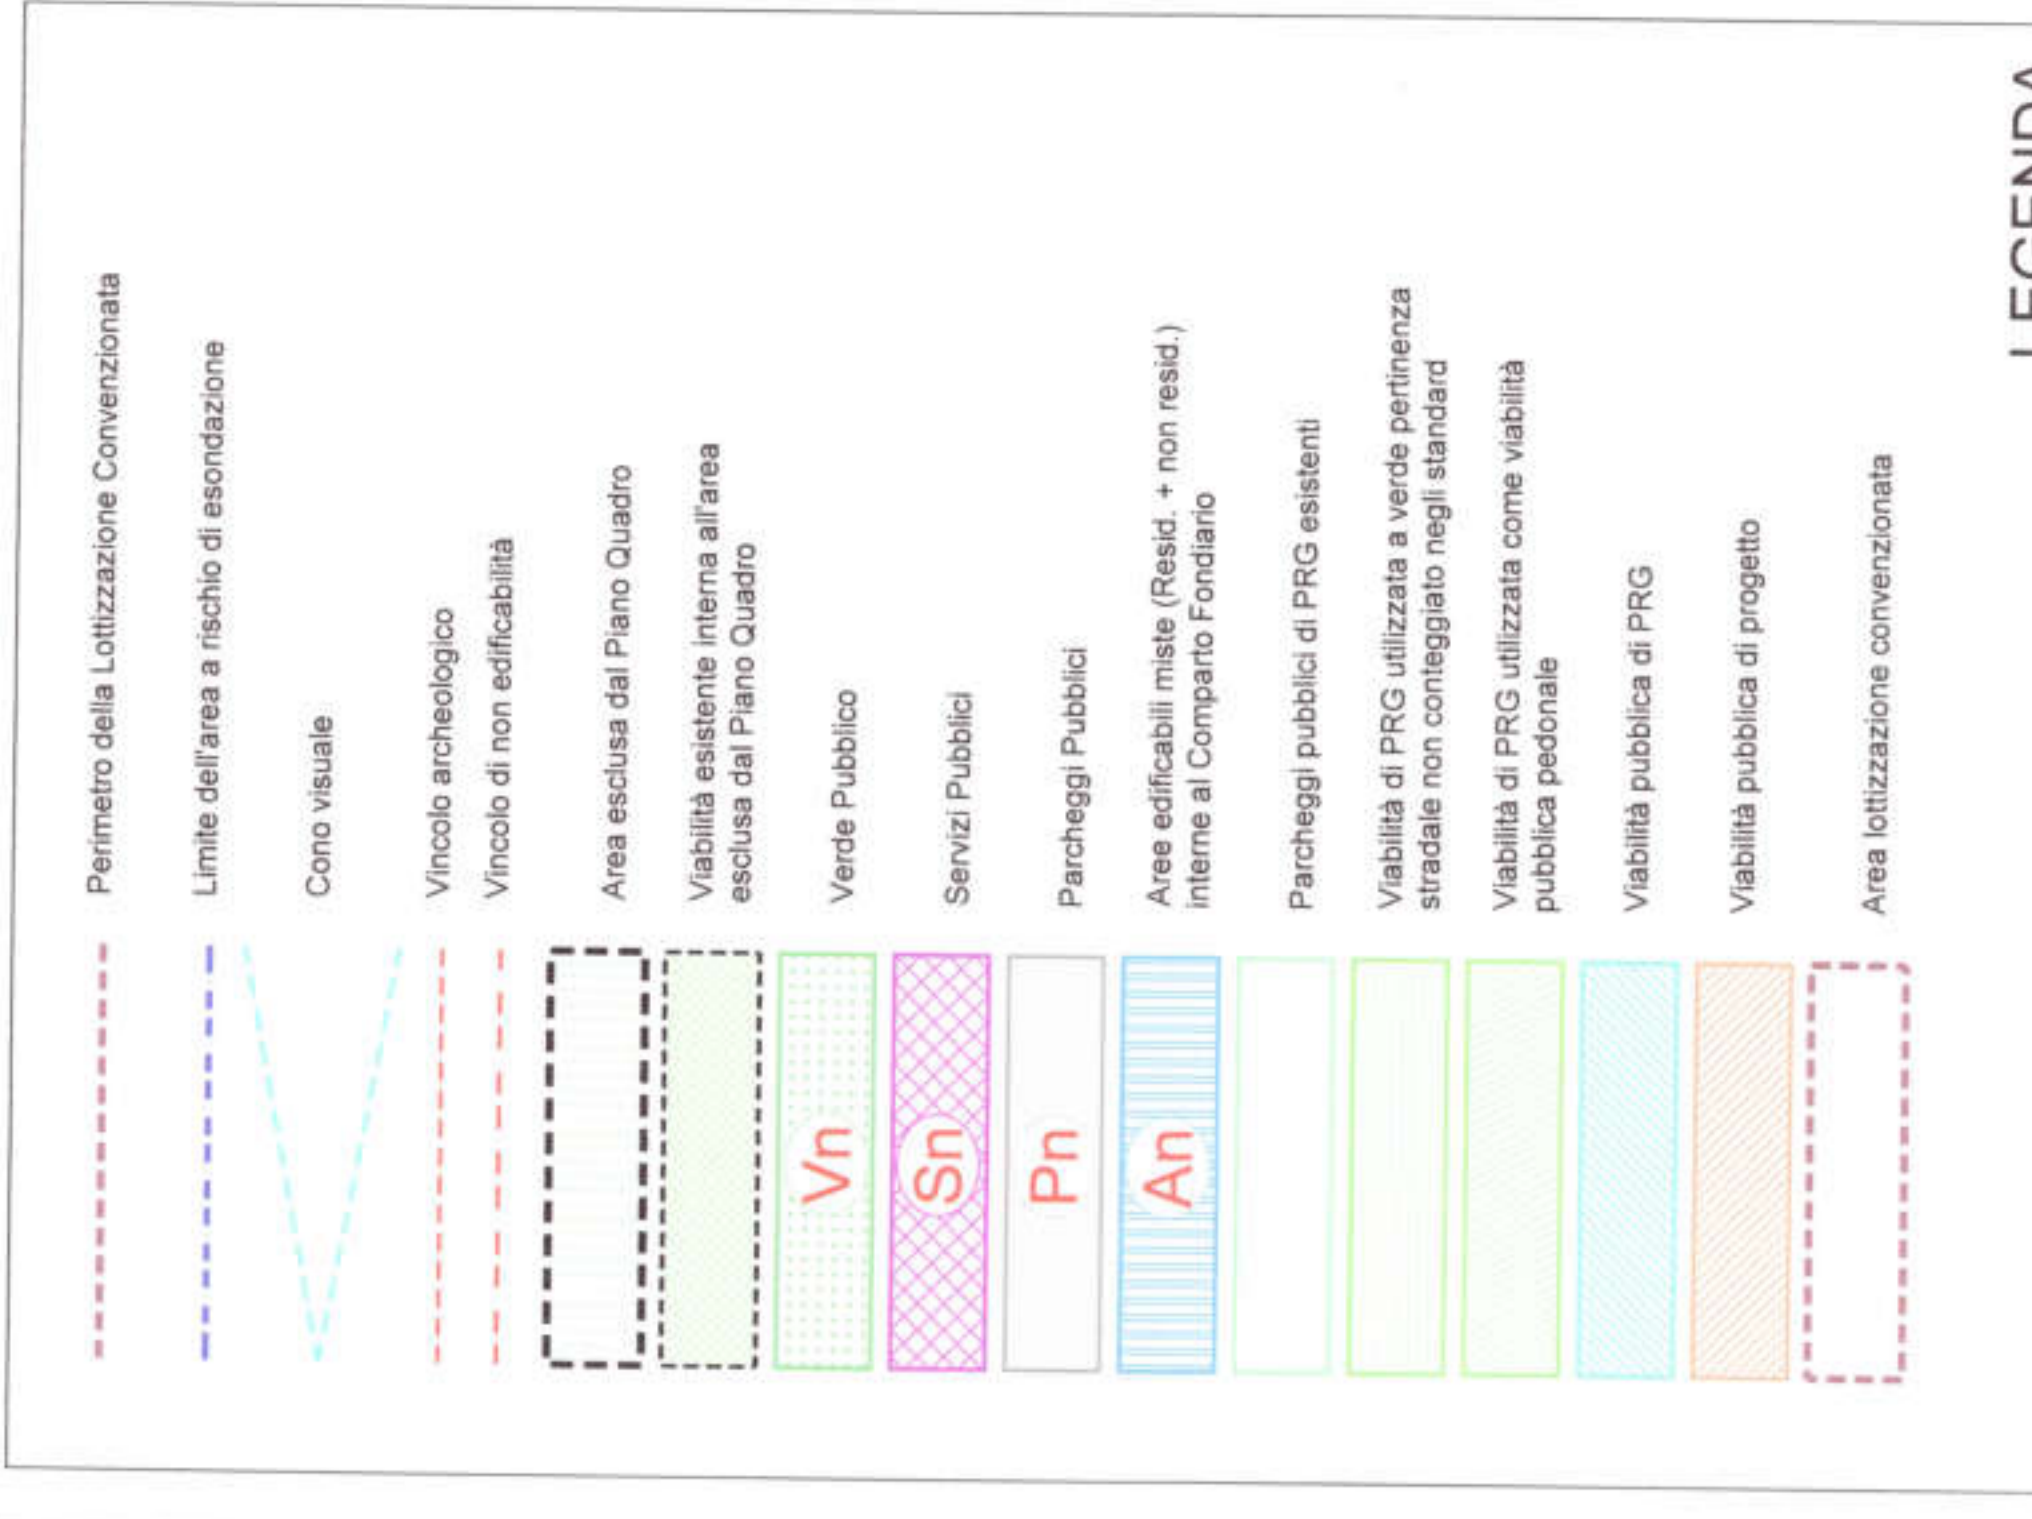 Perimetro della Lottizzazione Convenzionata
Limite dell'area a rischio di esondazione
Cono visuale
Vincolo archeologico
Vincolo di non edificabilità
Area esclusa dal Piano Quadro
Viabilità esistente interna all'area
esclusa dal Piano Quadro
Vn
Verde Pubblico
Sn
Servizi Pubblici
Pn
Parcheggi Pubblici
An
Aree edificabili miste (Resid. + non resid.)
interne al Comparto Fondiario
Parcheggi pubblici di PRG esistenti
Viabilità di PRG utilizzata a verde pertinenza
stradale non conteggiato negli standard
Viabilità di PRG utilizzata come viabilità
pubblica pedonale
Viabilità pubblica di PRG
Viabilità pubblica di progetto
Area lottizzazione convenzionata
LEGENDA